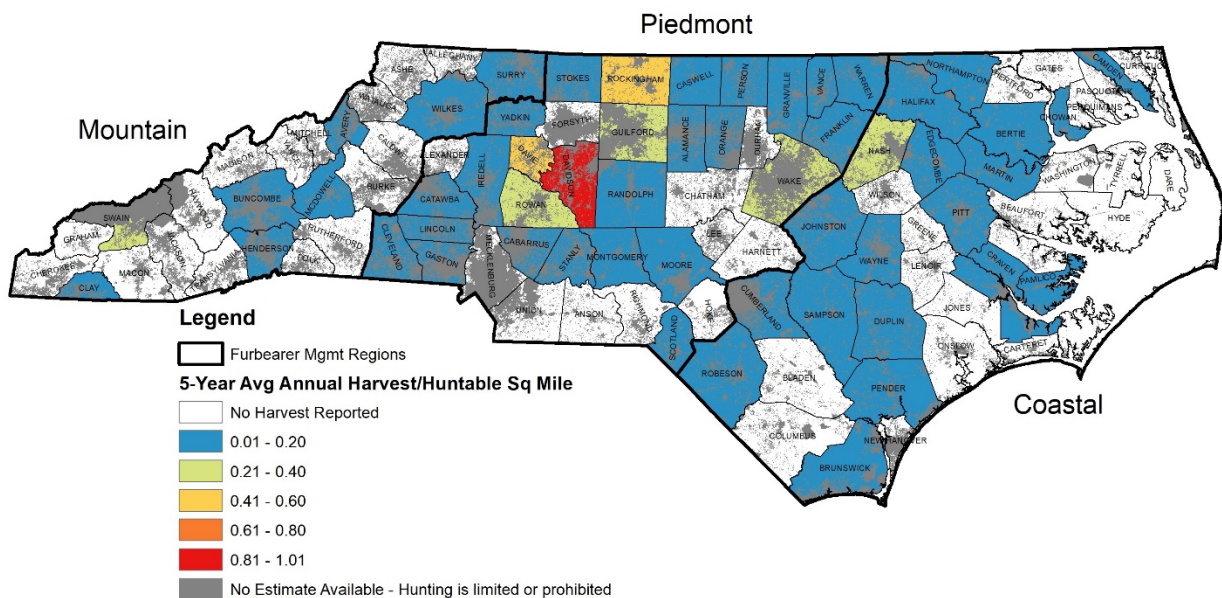 Piedmont
Mountain
Coastal
ALLEGHANY
ASHE
SURRY
STOKES
ROCKINGHAM
CASWELL
PERSON
GRANVILLE
VANCE
WARREN
NORTHAMPTON
HERTFORD
GATES
CAMDEN
CURRITUCK
PASQUOTANK
PERQUIMANS
CHOWAN
WATAUGA
WILKES
YADKIN
FORSYTH
GUILFORD
ALAMANCE
ORANGE
DURHAM
FRANKLIN
HALIFAX
BERTIE
MITCHELL
AVERY
CALDWELL
ALEXANDER
IREDELL
DAVIE
DAVIDSON
RANDOLPH
CHATHAM
WAKE
NASH
EDGECOMBE
MARTIN
WASHINGTON
TYRRELL
DARE
MADISON
BURKE
CATAWBA
ROWAN
WILSON
PITT
BEAUFORT
HYDE
SWAIN
HAYWOOD
BUNCOMBE
MCDOWELL
LINCOLN
CABARRUS
STANLY
MONTGOMERY
MOORE
LEE
HARNETT
JOHNSTON
WAYNE
GREENE
LENOIR
CRAVEN
PAMLICO
GRAHAM
CHEROKEE
MACON
CLAY
JACKSON
TRANSYLVANIA
HENDERSON
RUTHERFORD
POLK
CLEVELAND
GASTON
MECKLENBURG
UNION
ANSON
RICHMOND
HOKE
SCOTLAND
CUMBERLAND
SAMPSON
DUPLIN
JONES
CARTERET
ONSLOW
ROBESON
BLADEN
PENDER
COLUMBUS
NEW HANOVER
BRUNSWICK
Legend
Furbearer Mgmt Regions
5-Year Avg Annual Harvest/Huntable Sq Mile
No Harvest Reported
0.01 - 0.20
0.21 - 0.40
0.41 - 0.60
0.61 - 0.80
0.81 - 1.01
No Estimate Available - Hunting is limited or prohibited